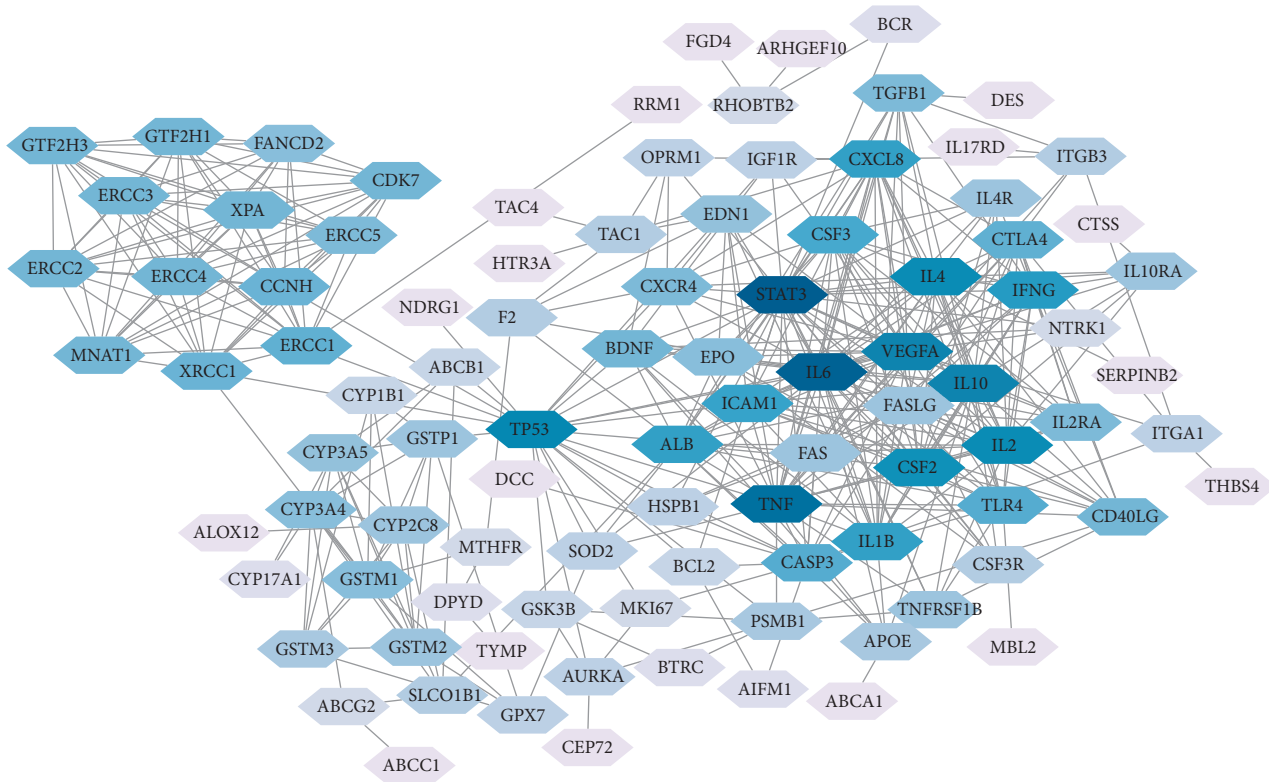 BCR
FGD4
ARHGEF10
TGFB1
DES
RRM1
RHOBTB2
GTF2H3
GTF2H1
FANCD2
OPRM1
IGF1R
CXCL8
IL17RD
ITGB3
ERCC3
CDK7
XPA
TAC4
EDN1
IL4R
CTSS
ERCC5
TAC1
CSF3
CTLA4
ERCC2
ERCC4
CCNH
HTR3A
CXCR4
STAT3
IL4
IFNG
IL10RA
NDRG1
F2
NTRK1
MNAT1
ERCC1
XRCC1
ABCB1
BDNF
EPO
IL6
VEGFA
IL10
SERPINB2
CYP1B1
ICAM1
FASLG
GSTP1
TP53
IL2RA
ITGA1
CYP3A5
ALB
FAS
IL2
CSF2
DCC
THBS4
CYP3A4
HSPB1
TNF
TLR4
CD40LG
ALOX12
CYP2C8
MTHFR
SOD2
IL1B
CASP3
BCL2
CSF3R
CYP17A1
GSTM1
DPYD
GSK3B
MKI67
PSMB1
TNFRSF1B
GSTM3
GSTM2
TYMP
APOE
MBL2
BTRC
AURKA
AIFM1
SLCO1B1
ABCA1
ABCG2
GPX7
CEP72
ABCC1